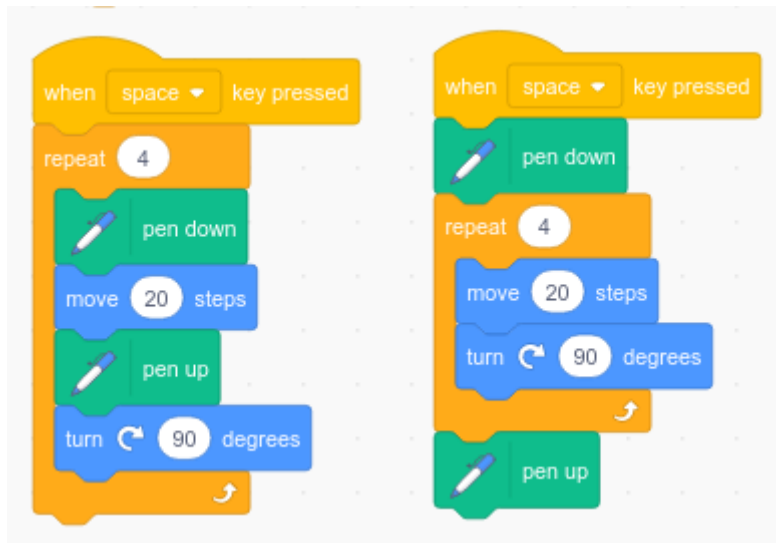 when space key pressed
repeat 4
pen down
move 20 steps
pen up
turn 90 degrees
when space key pressed
pen down
repeat 4
move 20 steps
turn 90 degrees
pen up